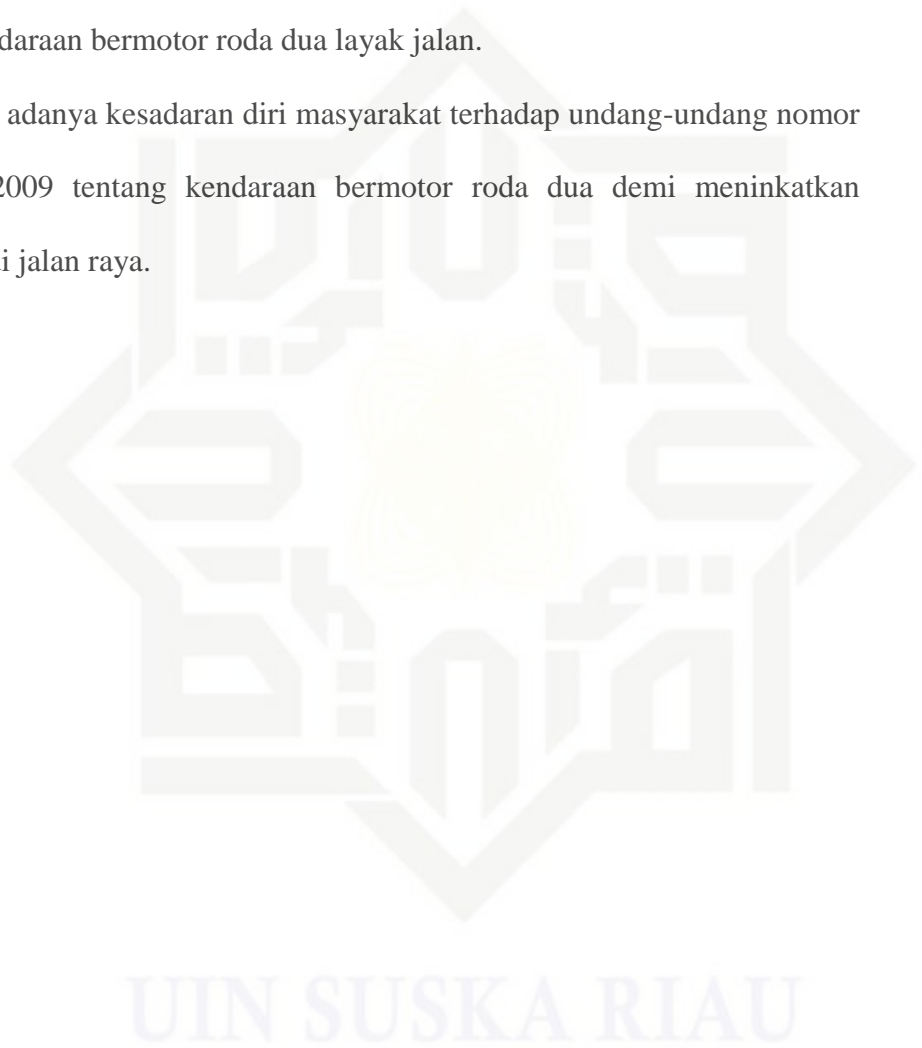 daraan bermotor roda dua layak jalan.
adanya kesadaran diri masyarakat terhadap undang-undang nomor
2009 tentang kendaraan bermotor roda dua demi meninkatkan
di jalan raya.
UIN SUSKA RIAU